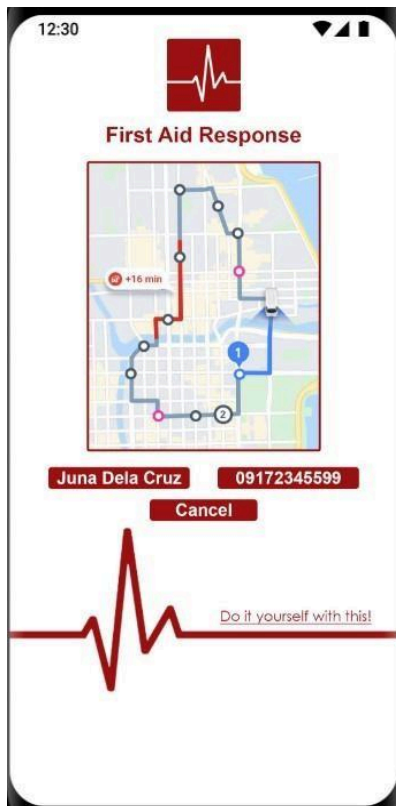 12:30
First Aid Response
+16 min
1
2
Juna Dela Cruz
09172345599
Cancel
Do it yourself with this!